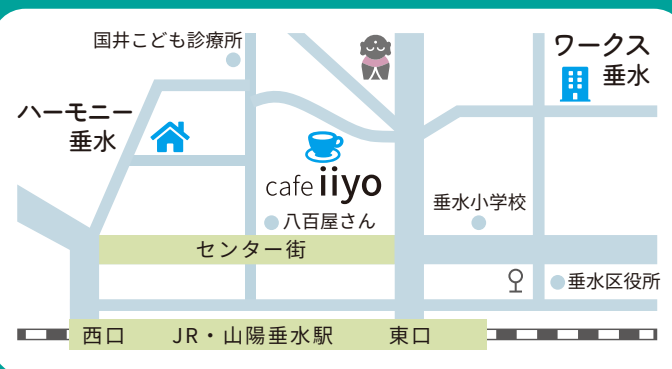 国井こども診療所
ワークス
垂水
ハーモニー
垂水
cafe iiyo
垂水小学校
八百屋さん
センター街
垂水区役所
西口
JR・山陽垂水駅
東口